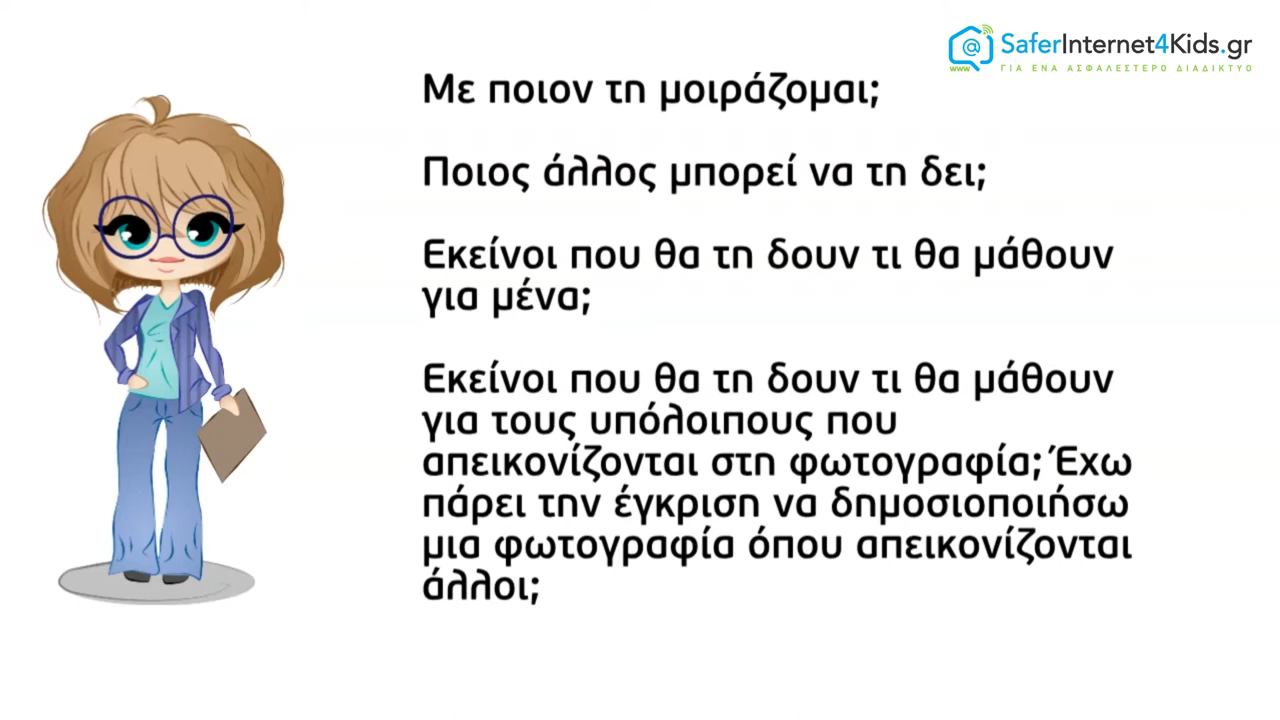 SaferInternet4Kids.gr
www
ΓΙΑ ΕΝΑ ΑΣΦΑΛΕΣΤΕΡΟ ΔΙΑΔΙΚΤΥΟ
Με ποιον τη μοιράζομαι;
Ποιος άλλος μπορεί να τη δει;
Εκείνοι που θα τη δουν τι θα μάθουν
για μένα;
Εκείνοι που θα τη δουν τι θα μάθουν
για τους υπόλοιπους που
απεικονίζονται στη φωτογραφία; Έχω
πάρει την έγκριση να δημοσιοποιήσω
μια φωτογραφία όπου απεικονίζονται
άλλοι;